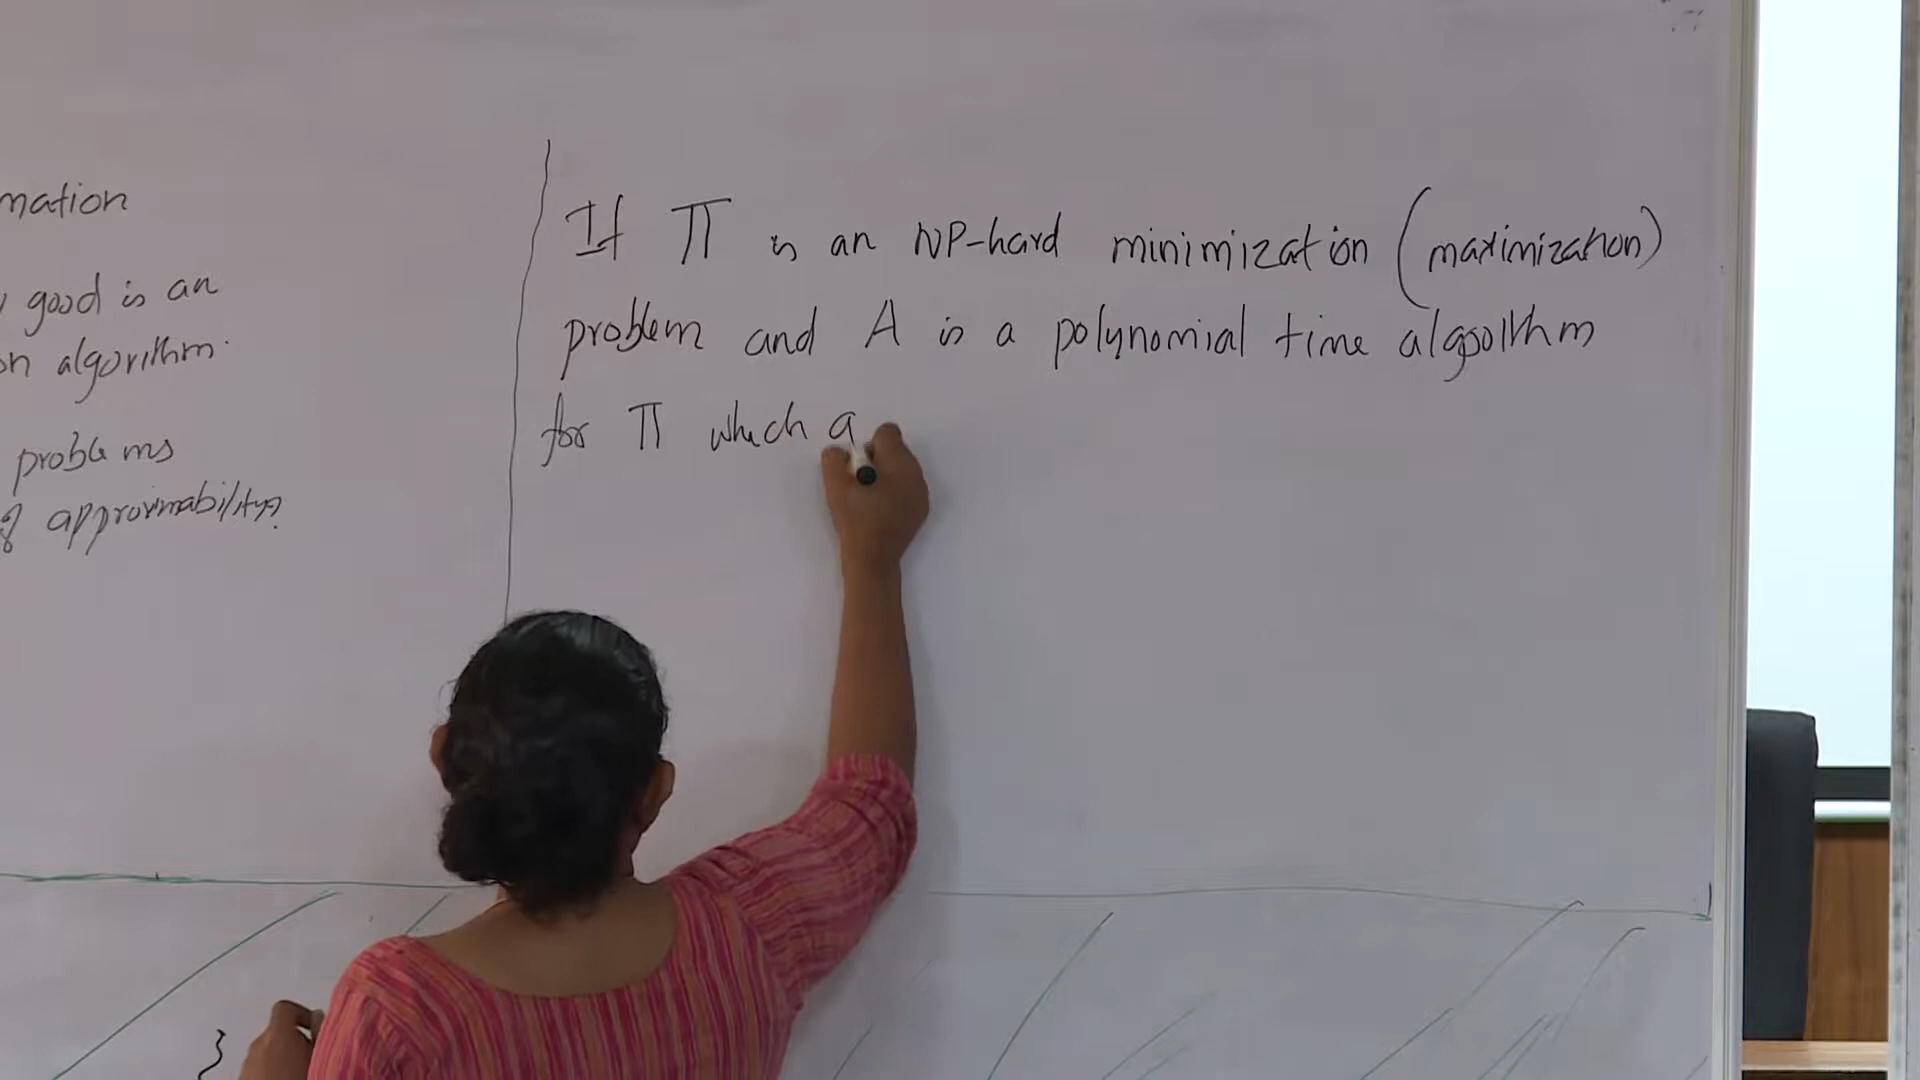 mation
good is an
on algorithm.
problems
of approximability?
If Π is an NP-hard minimization (maximization)
problem and A is a polynomial time algorithm
for Π which a
}